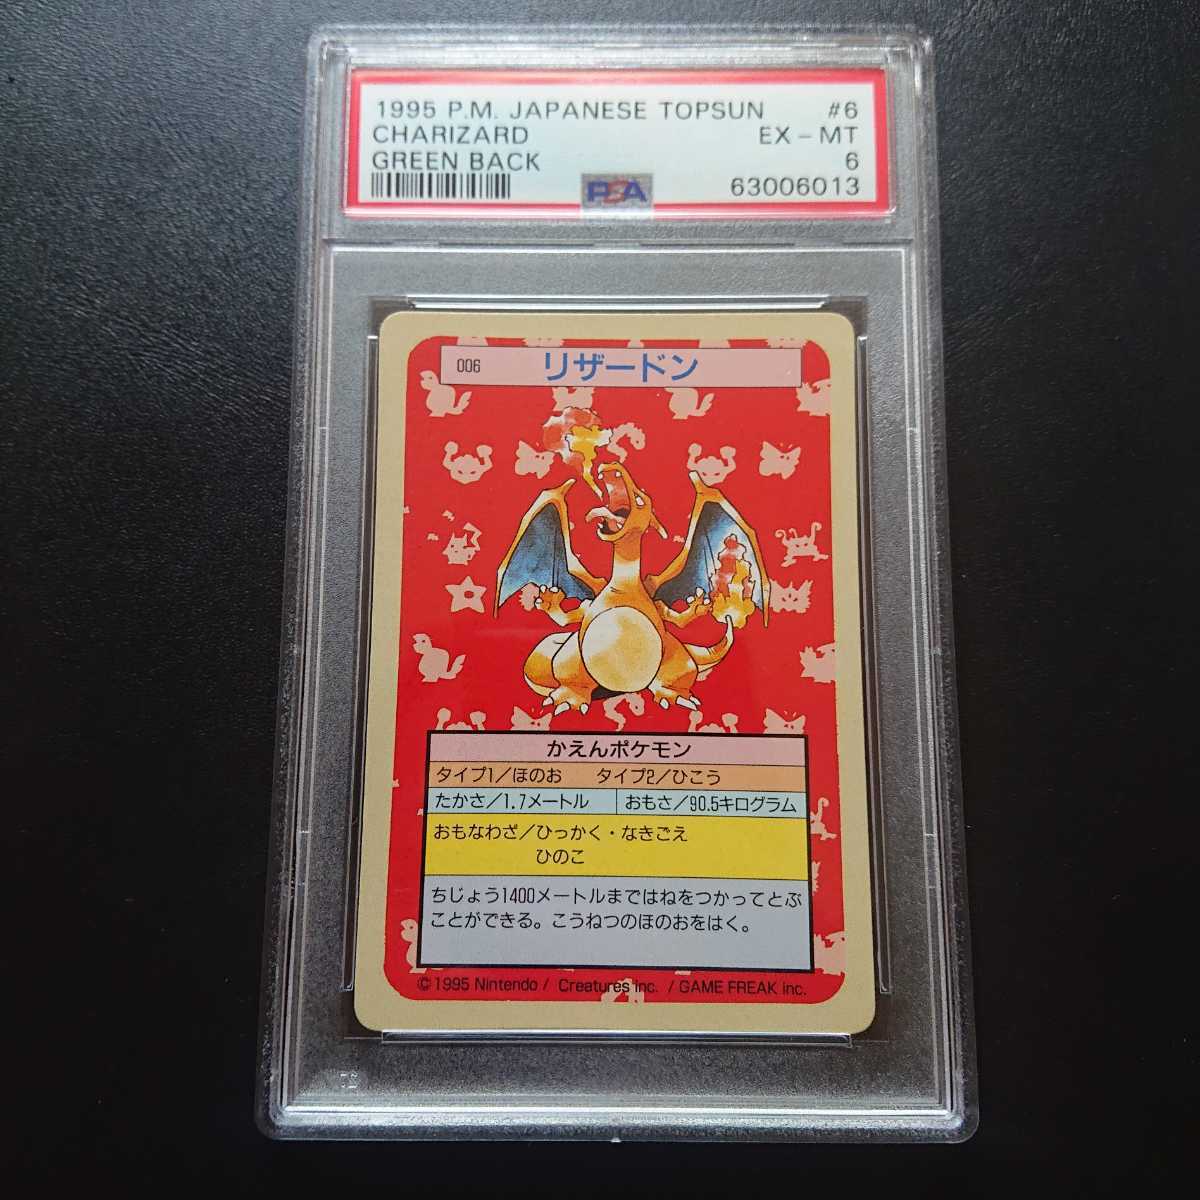 1995 P.M. JAPANESE TOPSUN #6
CHARIZARD EX - MT
GREEN BACK 6
PSA 63006013
006 リザードン
かえんポケモン
タイプ1/ほのお タイプ2/ひこう
たかさ/1.7メートル おもさ/90.5キログラム
おもなわざ/ひっかく・なきごえ
ひのこ
ちじょう1400メートルまではねをつかってとぶ
ことができる。こうねつのほのおをはく。
©1995 Nintendo / Creatures inc. / GAME FREAK inc.